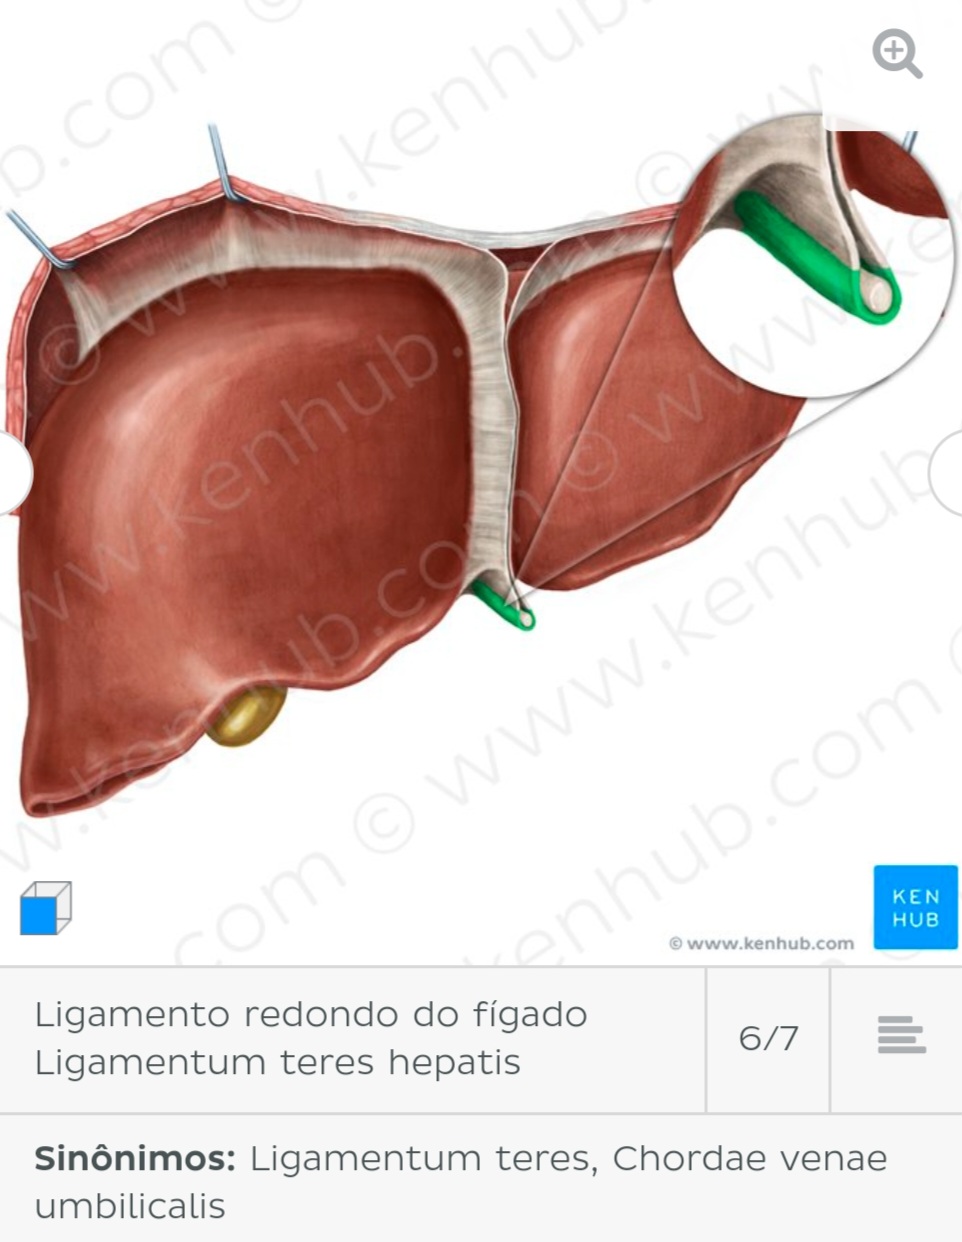 KEN
HUB
© www.kenhub.com
Ligamento redondo do fígado
Ligamentum teres hepatis
6/7
Sinônimos: Ligamentum teres, Chordae venae
umbilicalis